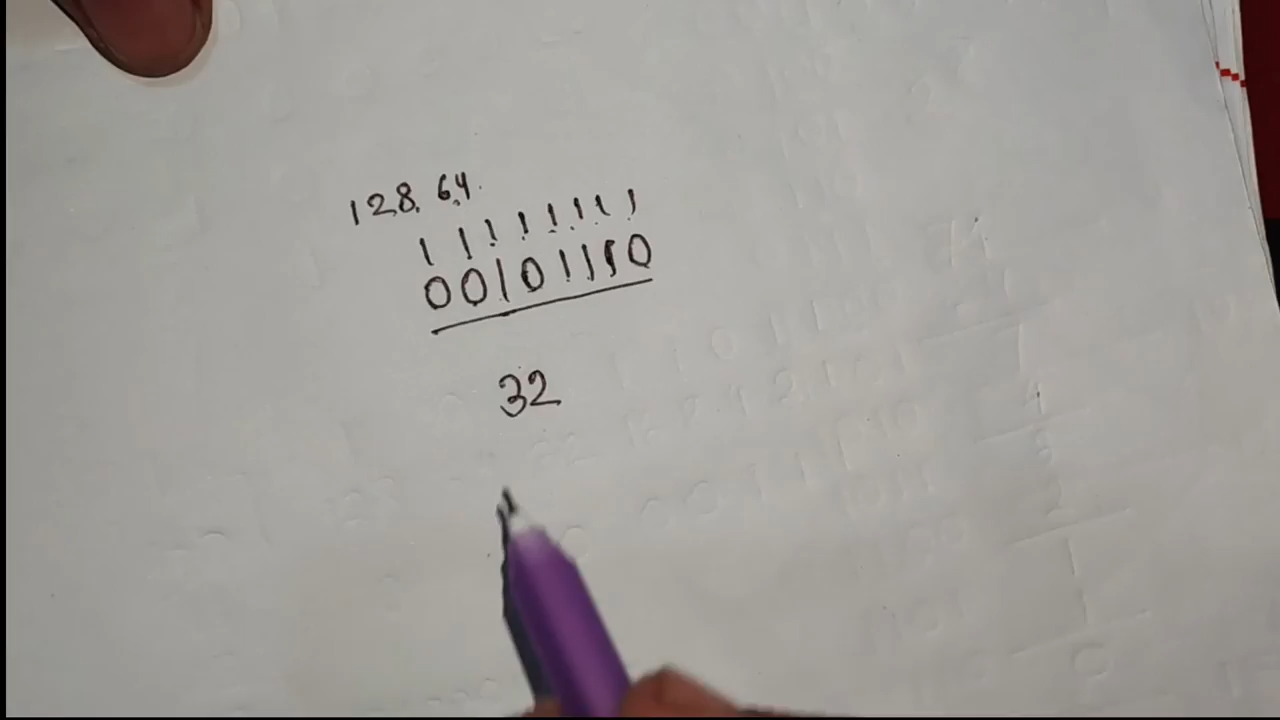 128, 64.
1 1 1 1 1 1 1 1
00101110
32